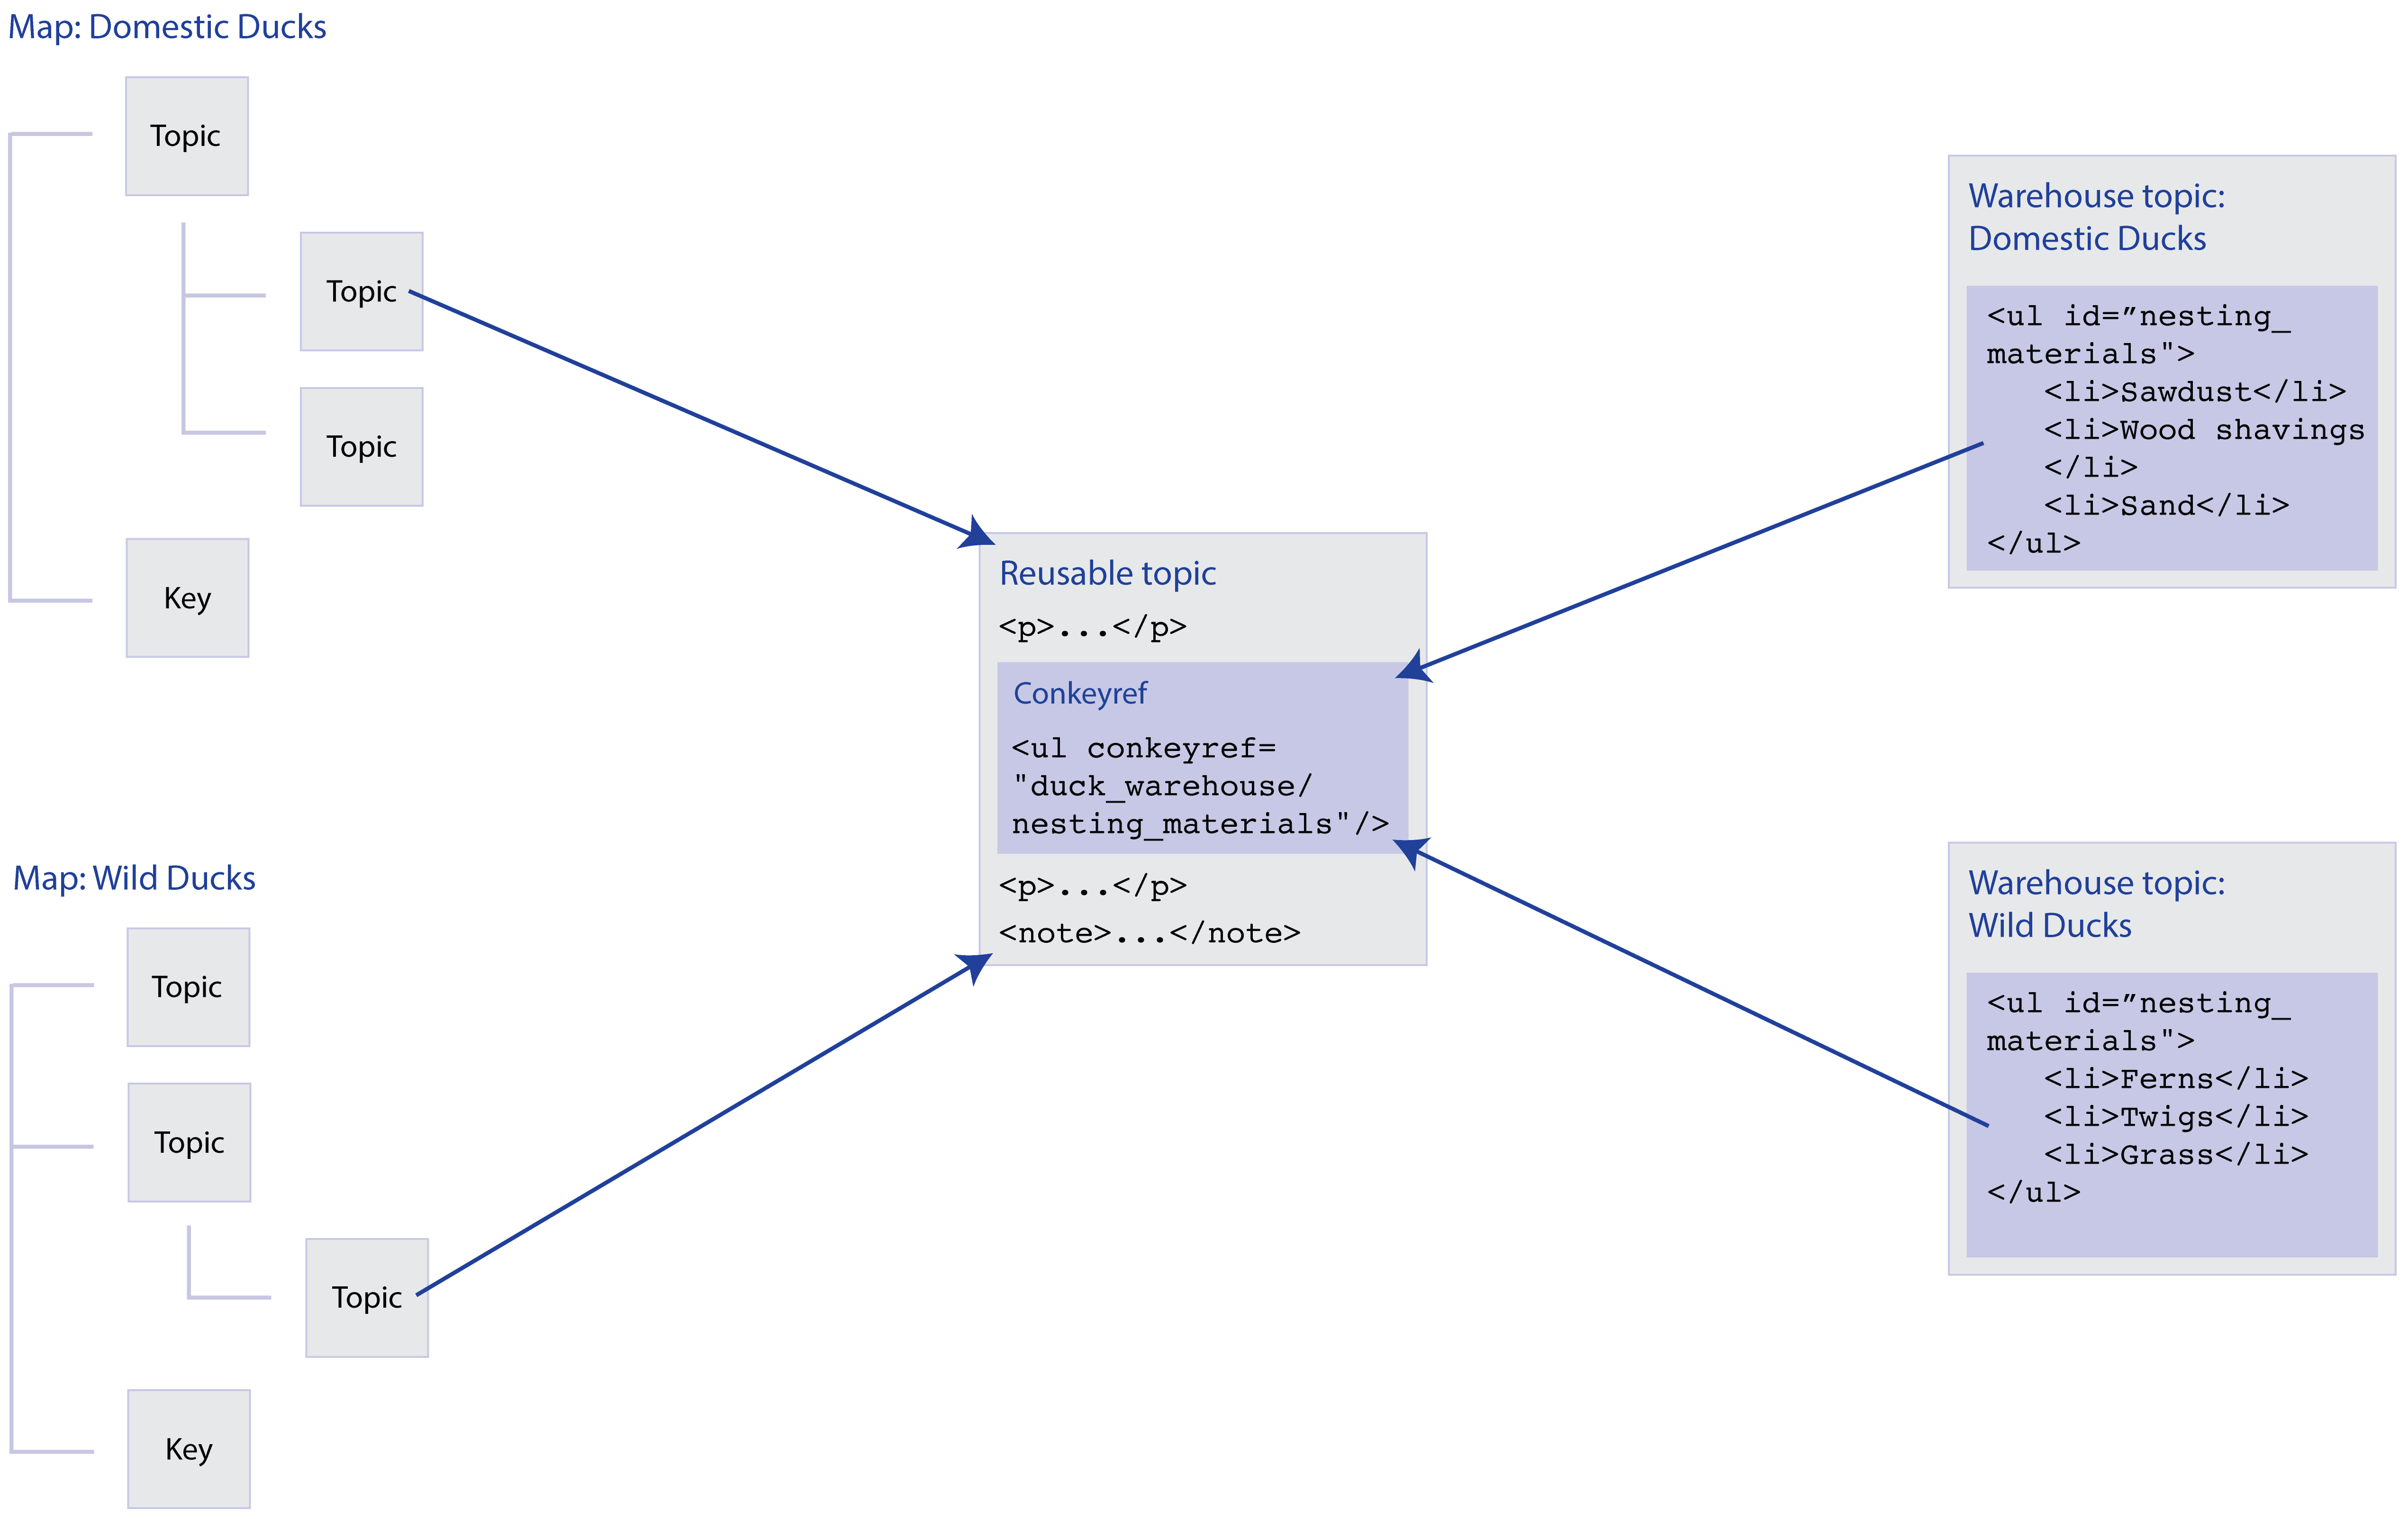 Map: Domestic Ducks
Topic
Topic
Topic
Key
Map: Wild Ducks
Topic
Topic
Topic
Key
Reusable topic
<p>...</p>
Conkeyref
<ul conkeyref=
"duck_warehouse/
nesting_materials"/>
<p>...</p>
<note>...</note>
Warehouse topic:
Domestic Ducks
<ul id=”nesting_
materials">
<li>Sawdust</li>
<li>Wood shavings
</li>
<li>Sand</li>
</ul>
Warehouse topic:
Wild Ducks
<ul id=”nesting_
materials">
<li>Ferns</li>
<li>Twigs</li>
<li>Grass</li>
</ul>